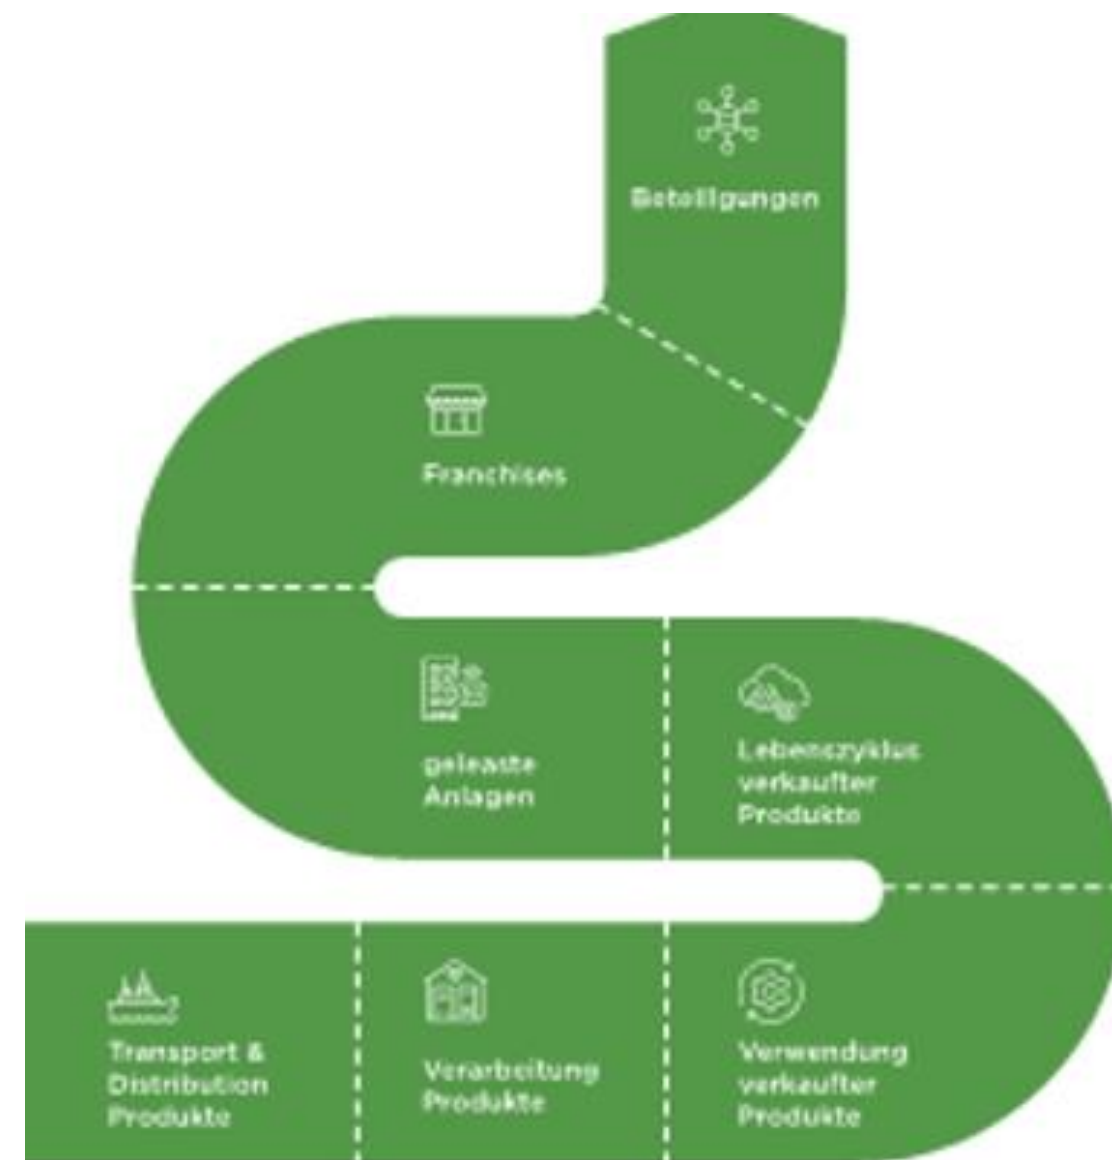 Beteiligungen
Franchises
geleaste
Anlagen
Lebenszyklus
verkaufter
Produkte
Transport &
Distribution
Produkte
Verarbeitung
Produkte
Verwendung
verkaufter
Produkte